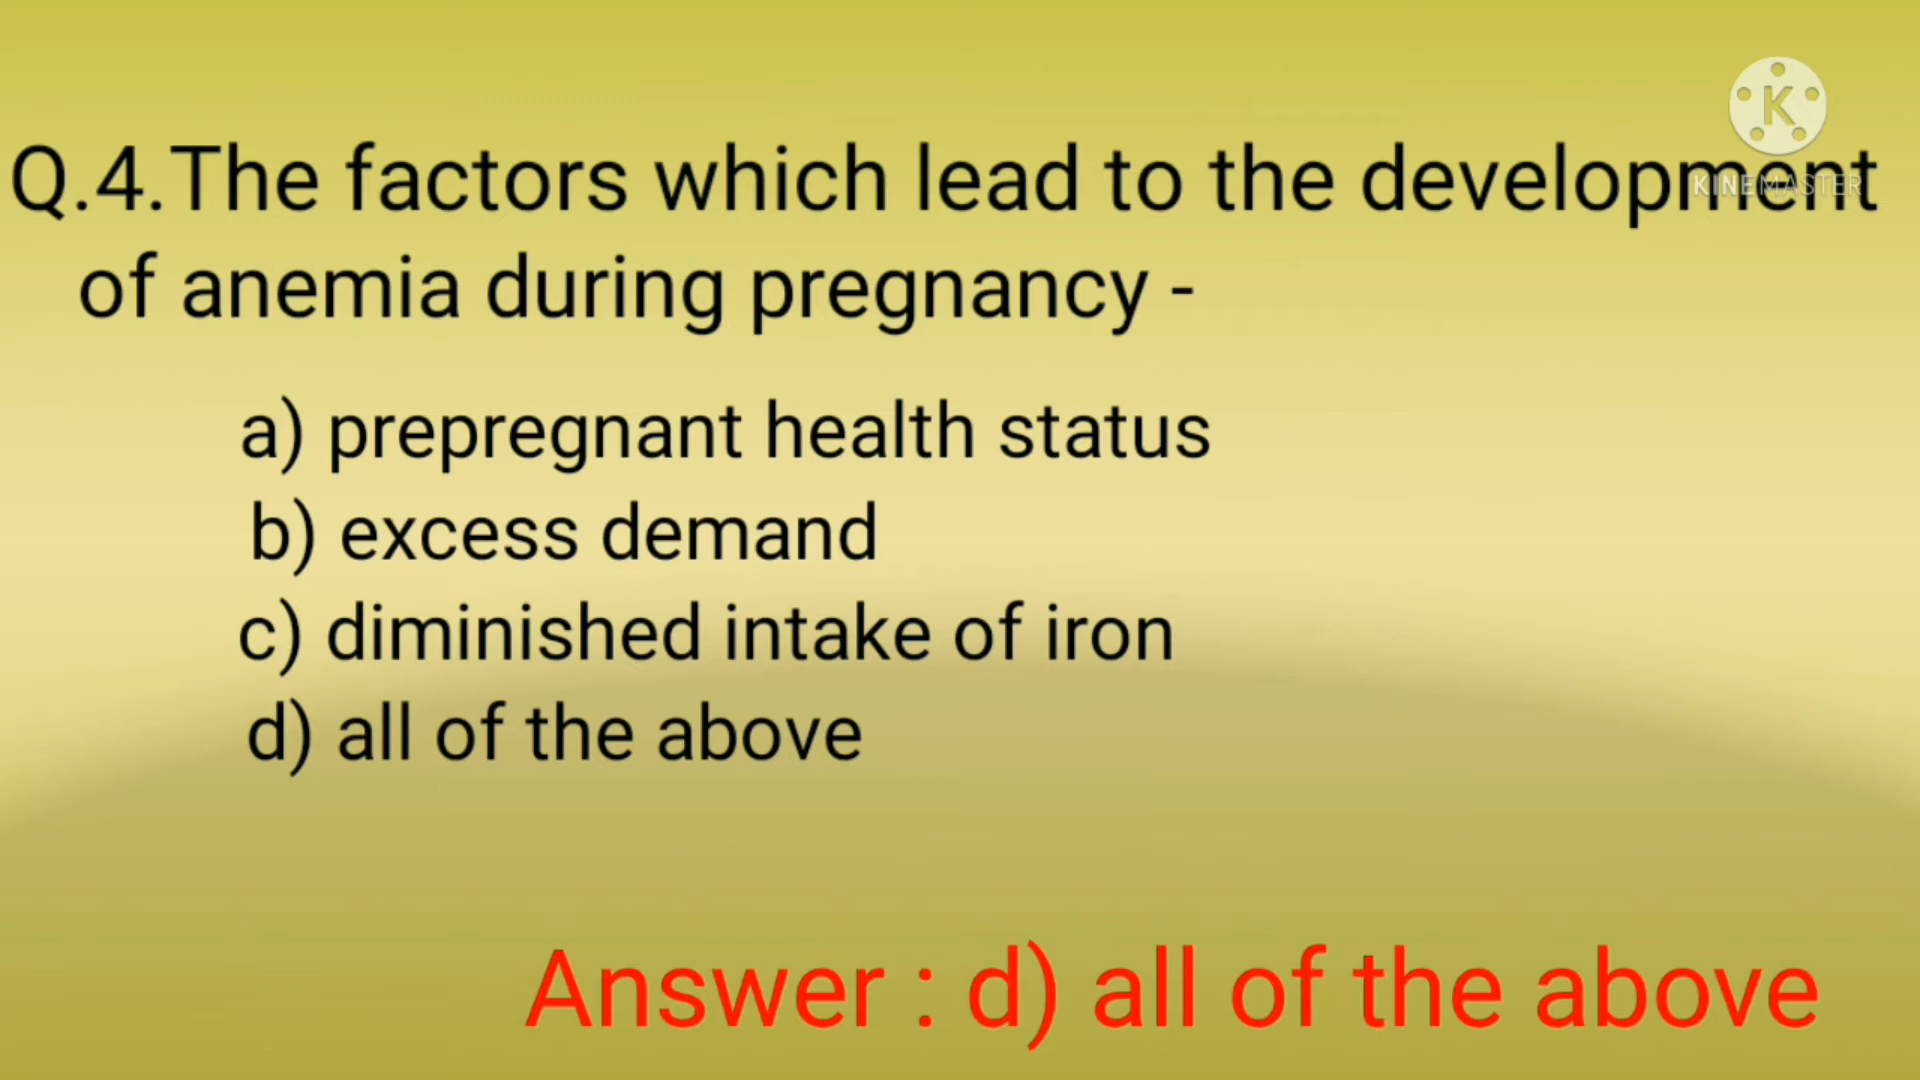 K
KINEMASTER
Q.4.The factors which lead to the development
of anemia during pregnancy -
a) prepregnant health status
b) excess demand
c) diminished intake of iron
d) all of the above
Answer : d) all of the above